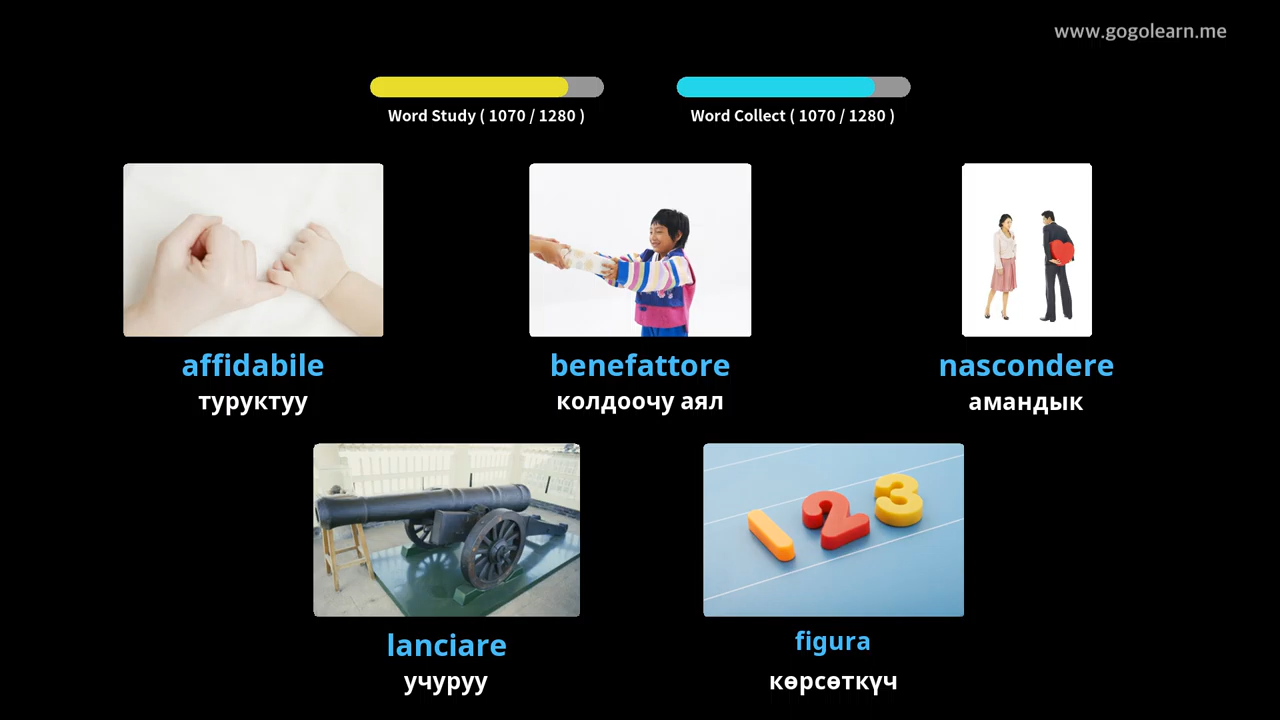 www.gogolearn.me
Word Study ( 1070 / 1280 )
Word Collect ( 1070 / 1280 )
affidabile
туруктуу
benefattore
колдоочу аял
nascondere
амандык
lanciare
учуруу
figura
көрсөткүч